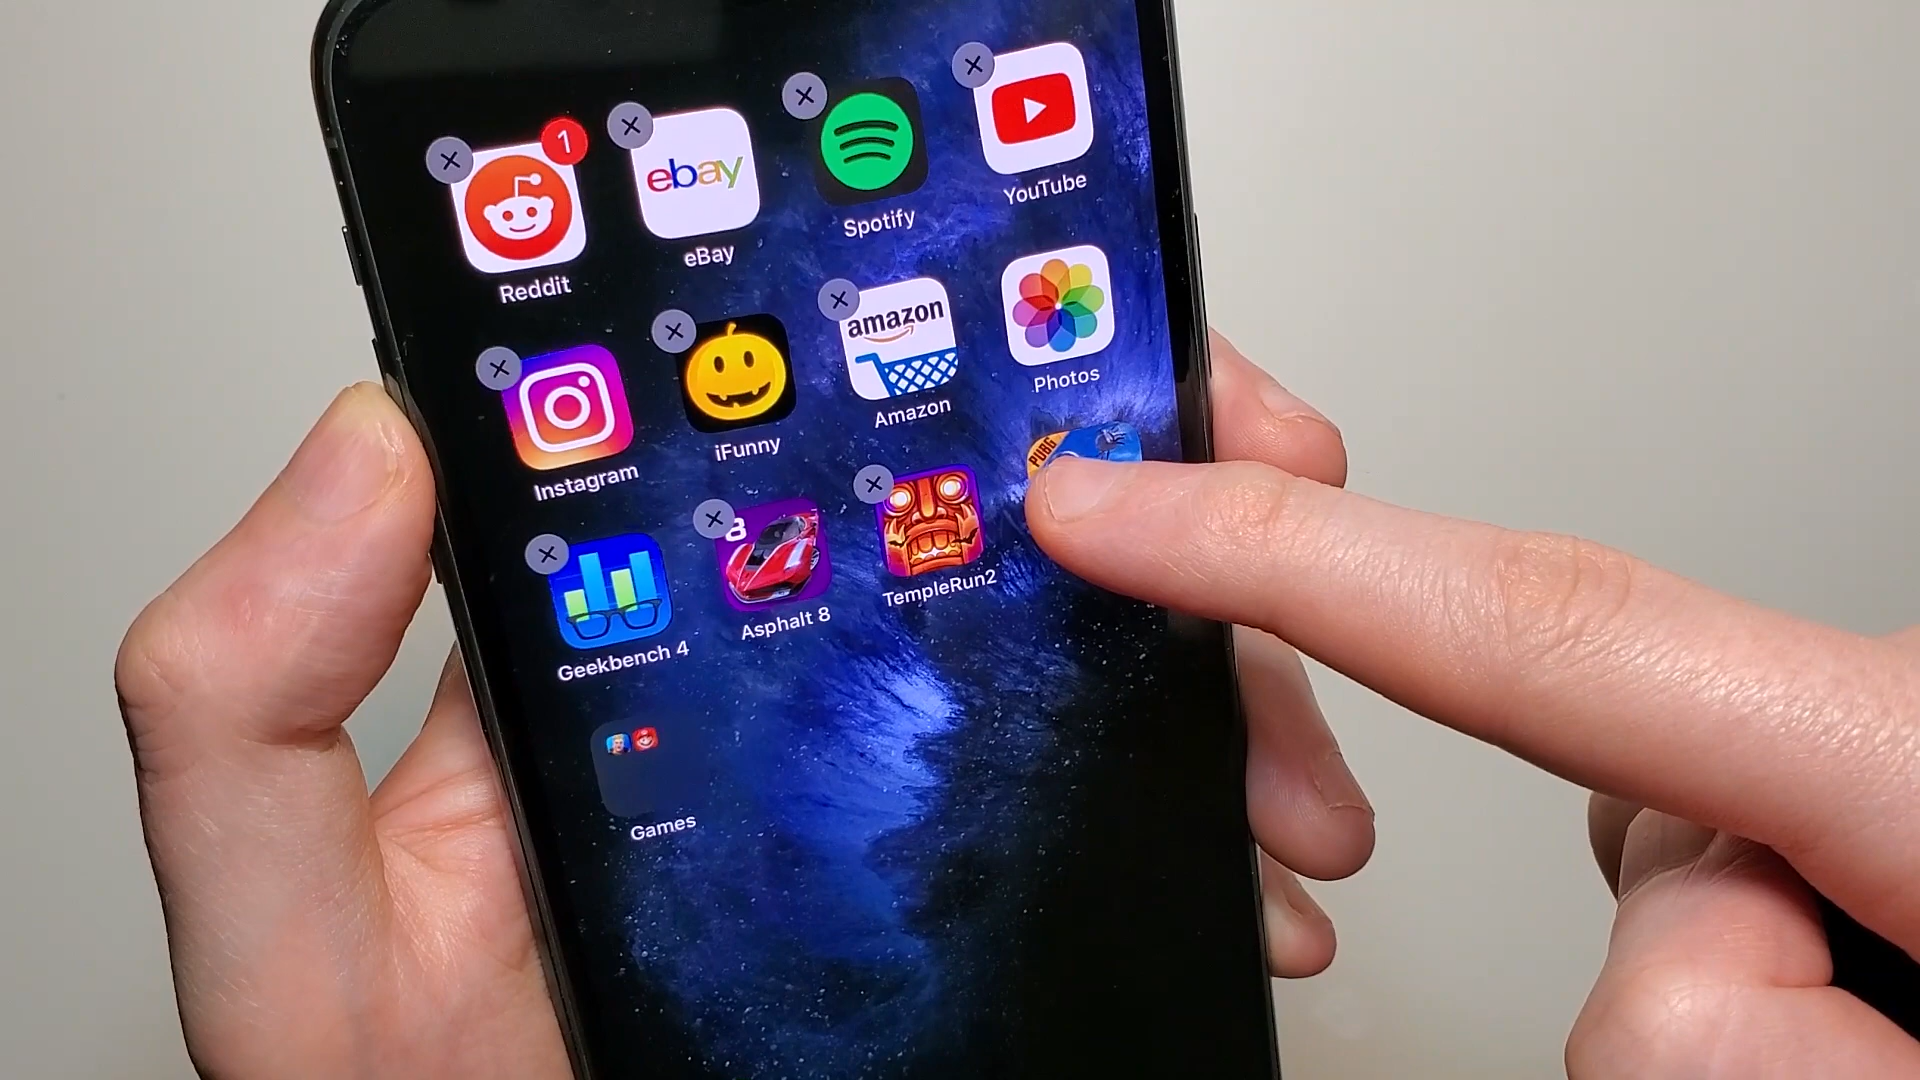 1
ebay
Reddit
eBay
Spotify
YouTube
amazon
PUBG
Instagram
iFunny
Amazon
Photos
8
Geekbench 4
Asphalt 8
TempleRun2
Games